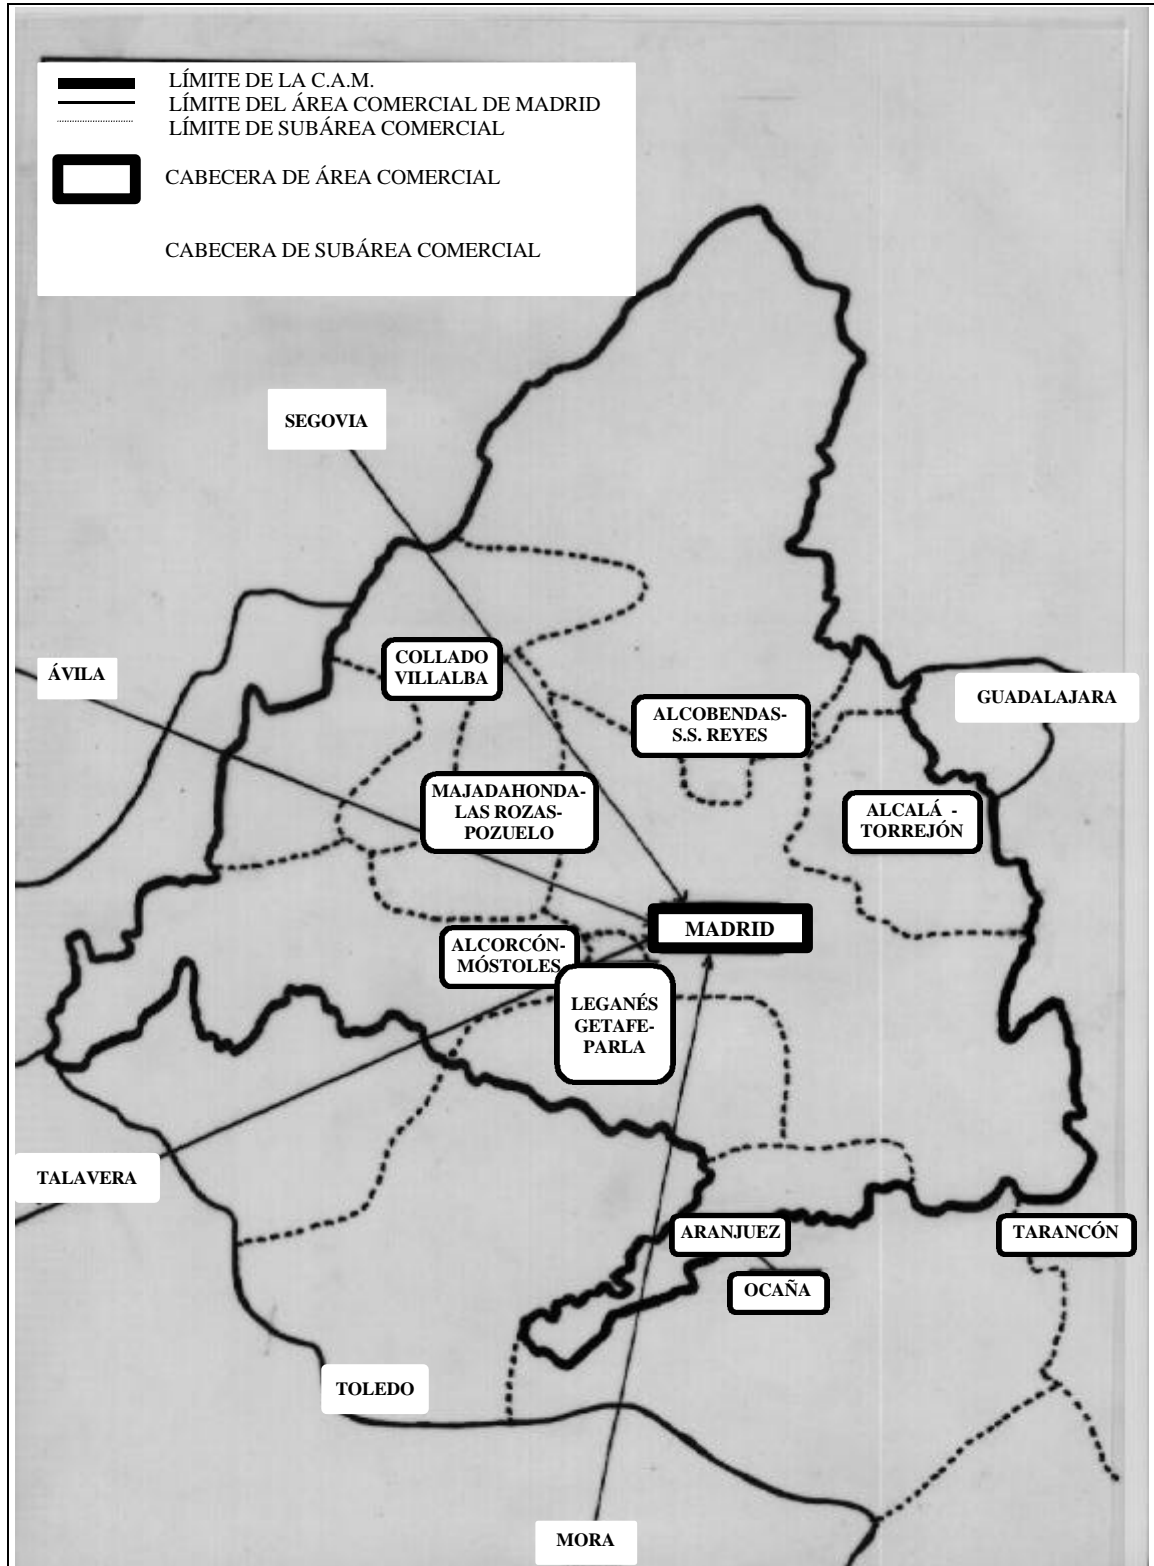 LÍMITE DE LA C.A.M.
LÍMITE DEL ÁREA COMERCIAL DE MADRID
LÍMITE DE SUBÁREA COMERCIAL
CABECERA DE ÁREA COMERCIAL
CABECERA DE SUBÁREA COMERCIAL
SEGOVIA
COLLADO
VILLALBA
ÁVILA
GUADALAJARA
ALCOBENDAS-
S.S. REYES
MAJADAHONDA-
LAS ROZAS-
POZUELO
ALCALÁ -
TORREJÓN
MADRID
ALCORCÓN-
MÓSTOLES
LEGANÉS
GETAFE-
PARLA
TALAVERA
ARANJUEZ
TARANCÓN
OCAÑA
TOLEDO
MORA